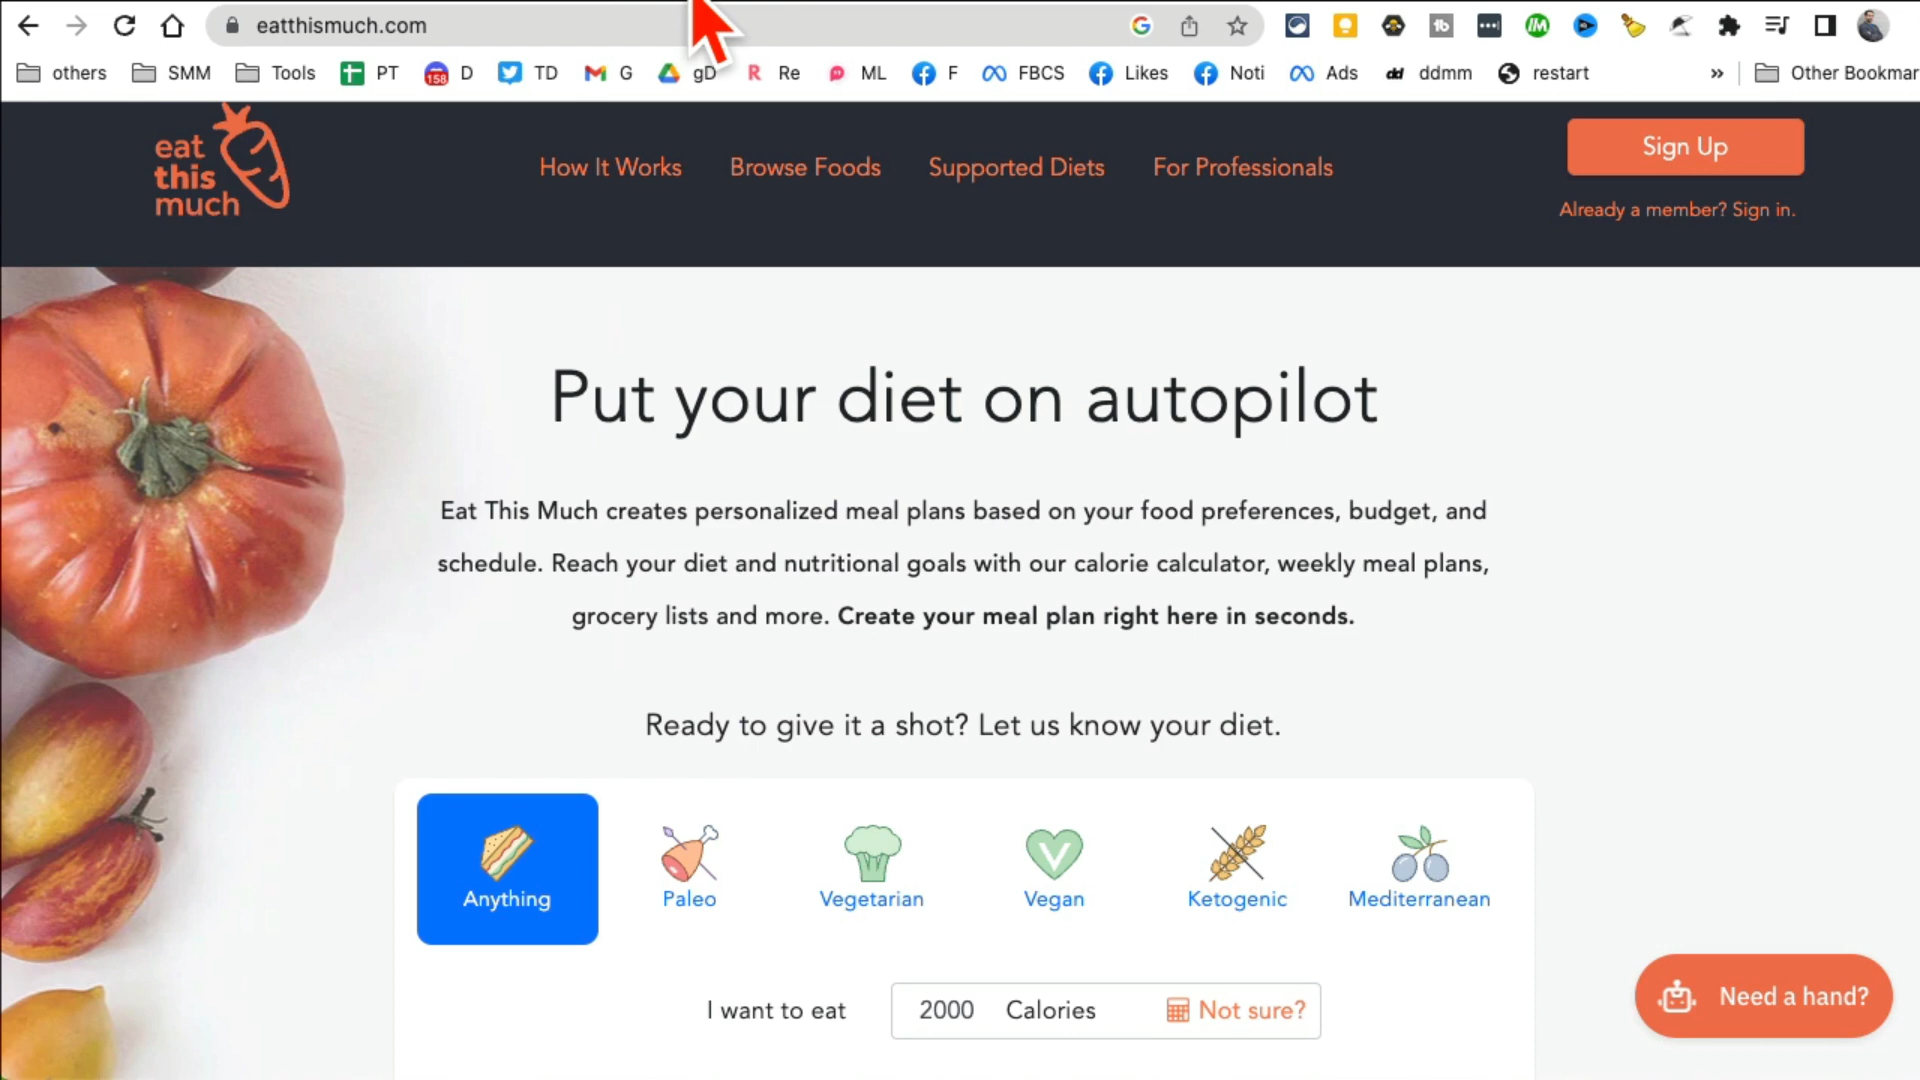 eatthismuch.com
others SMM Tools PT 158 D TD G gD Re ML F FBCS Likes Noti Ads ddmm restart » Other Bookmar
eat
this
much
How It Works Browse Foods Supported Diets For Professionals
Sign Up
Already a member? Sign in.
Put your diet on autopilot
Eat This Much creates personalized meal plans based on your food preferences, budget, and
schedule. Reach your diet and nutritional goals with our calorie calculator, weekly meal plans,
grocery lists and more. Create your meal plan right here in seconds.
Ready to give it a shot? Let us know your diet.
Anything Paleo Vegetarian Vegan Ketogenic Mediterranean
I want to eat 2000 Calories Not sure?
Need a hand?